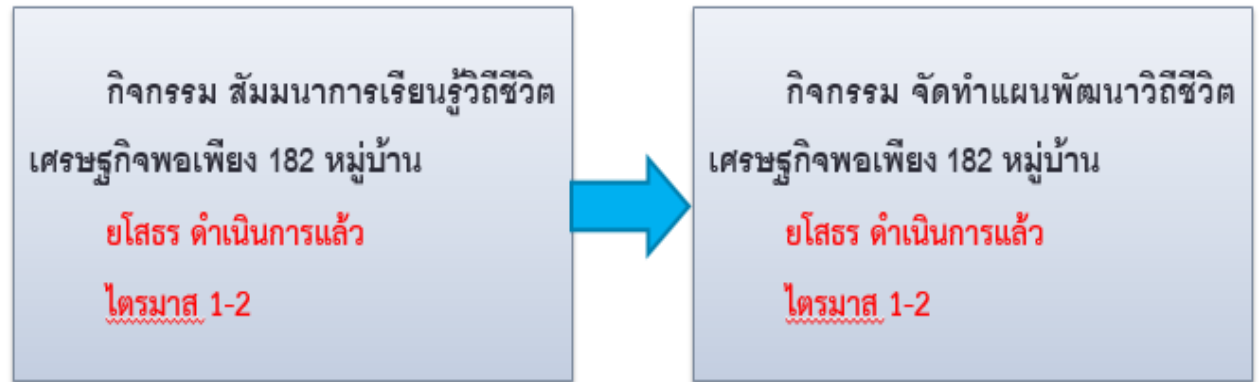 กิจกรรม สัมมนาการเรียนรู้วิถีชีวิต
เศรษฐกิจพอเพียง 182 หมู่บ้าน
ยโสธร ดำเนินการแล้ว
ไตรมาส 1-2
กิจกรรม จัดทำแผนพัฒนาวิถีชีวิต
เศรษฐกิจพอเพียง 182 หมู่บ้าน
ยโสธร ดำเนินการแล้ว
ไตรมาส 1-2